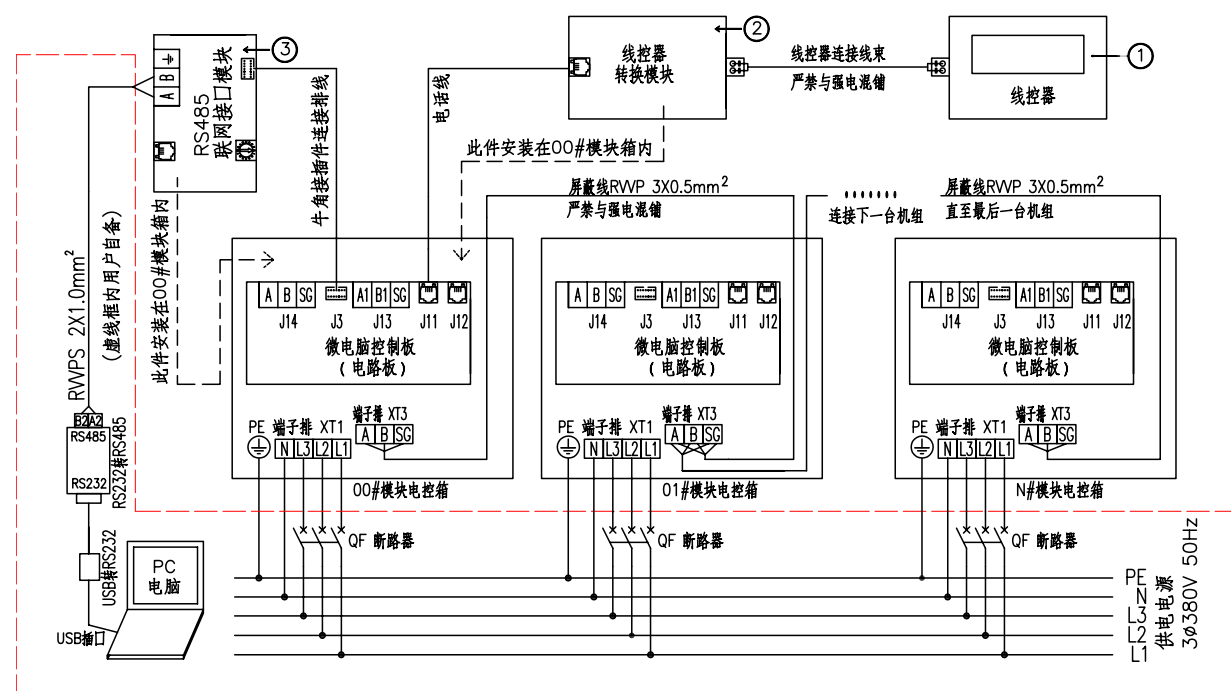 ③
②
①
⏚
B
A
RS485
联网接口模块
线控器
转换模块
线控器连接线束
严禁与强电混铺
线控器
牛角接插件连接排线
电话线
此件安装在00#模块箱内
此件安装在00#模块箱内
屏蔽线RVVP 3X0.5mm²
严禁与强电混铺
连接下一台机组
屏蔽线RVVP 3X0.5mm²
直至最后一台机组
RVVPS 2X1.0mm²
(虚线框内用户自备)
A B SG A1 B1 SG
J14 J3 J13 J11 J12
微电脑控制板
(电路板)
A B SG A1 B1 SG
J14 J3 J13 J11 J12
微电脑控制板
(电路板)
A B SG A1 B1 SG
J14 J3 J13 J11 J12
微电脑控制板
(电路板)
端子排 XT3
A B SG
PE 端子排 XT1
N L3 L2 L1
端子排 XT3
A B SG
PE 端子排 XT1
N L3 L2 L1
端子排 XT3
A B SG
PE 端子排 XT1
N L3 L2 L1
00#模块电控箱
01#模块电控箱
N#模块电控箱
B2A2
RS485
RS232
RS232转RS485
USB转RS232
PC
电脑
USB插口
QF 断路器
QF 断路器
QF 断路器
PE
N
L3
L2
L1
供电电源
3ø380V 50Hz